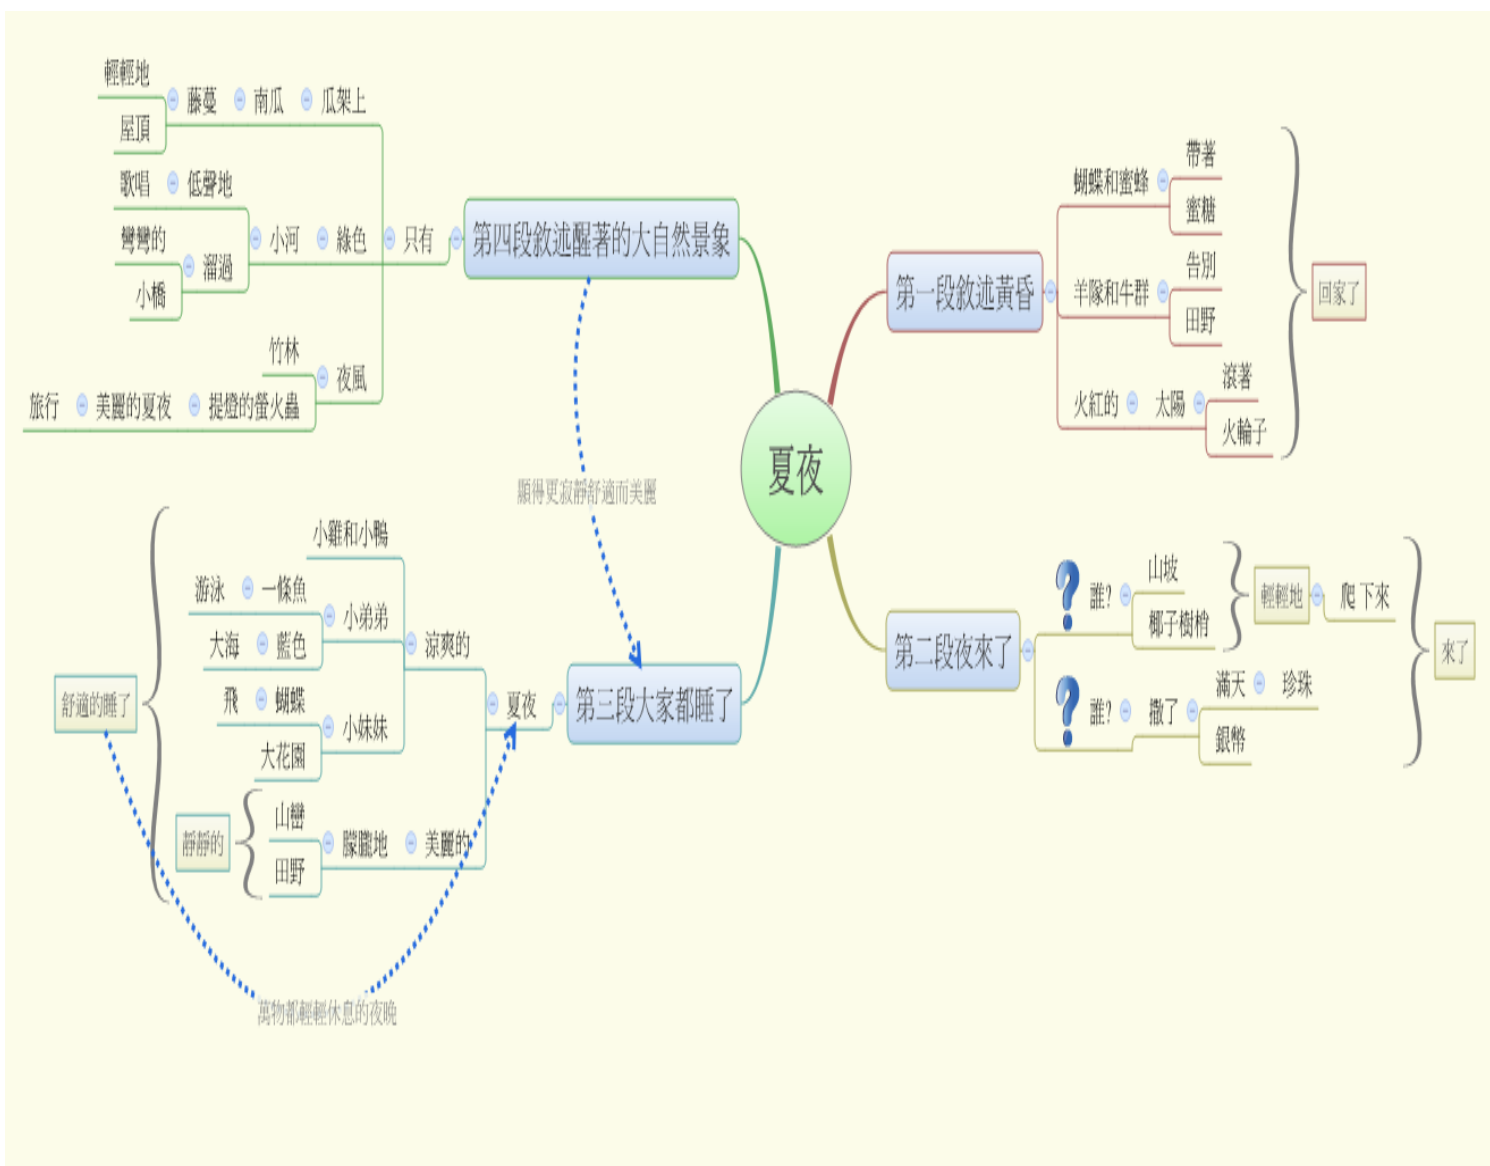 夏夜
第一段敘述黃昏
蝴蝶和蜜蜂
帶著
蜜糖
羊隊和牛群
告別
田野
火紅的
太陽
滾著
火輪子
回家了
第二段夜來了
誰?
山坡
椰子樹梢
輕輕地
爬下來
誰?
撒了
滿天
珍珠
銀幣
來了
第三段大家都睡了
夏夜
涼爽的
小雞和小鴨
小弟弟
一條魚
游泳
藍色
大海
小妹妹
蝴蝶
飛
大花園
美麗的
朦朧地
山巒
田野
靜靜的
舒適的睡了
萬物都輕輕休息的夜晚
第四段敘述醒著的大自然景象
只有
瓜架上
南瓜
藤蔓
輕輕地
屋頂
綠色
小河
低聲地
歌唱
溜過
彎彎的
小橋
夜風
竹林
提燈的螢火蟲
美麗的夏夜
旅行
顯得更寂靜舒適而美麗